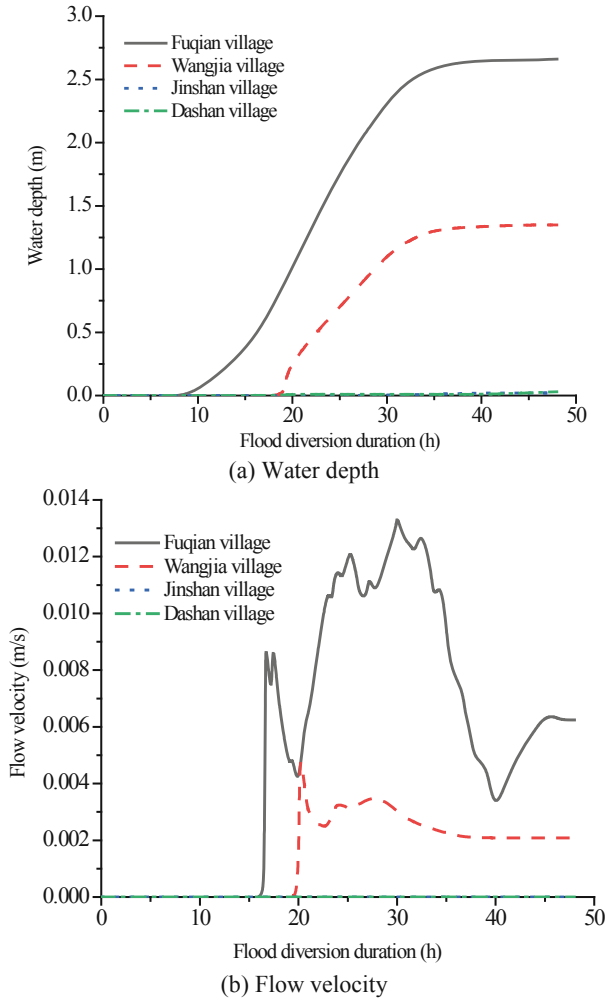 3.0
2.5
2.0
1.5
1.0
0.5
0.0
Water depth (m)
Fuqian village
Wangjia village
Jinshan village
Dashan village
0 10 20 30 40 50
Flood diversion duration (h)
(a) Water depth
0.014
0.012
0.010
0.008
0.006
0.004
0.002
0.000
Flow velocity (m/s)
Fuqian village
Wangjia village
Jinshan village
Dashan village
0 10 20 30 40 50
Flood diversion duration (h)
(b) Flow velocity